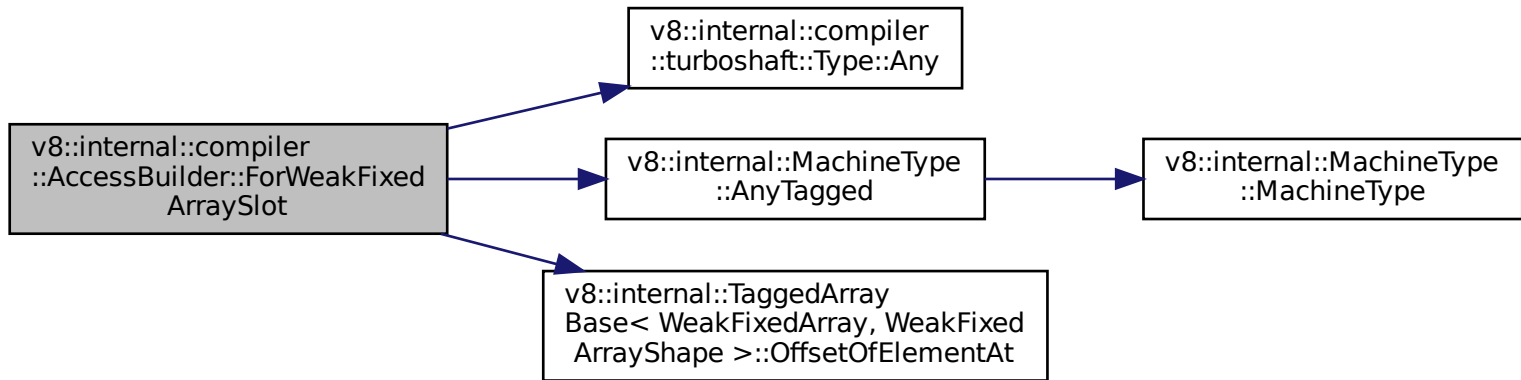 v8::internal::compiler
::AccessBuilder::ForWeakFixed
ArraySlot
v8::internal::compiler
::turboshaft::Type::Any
v8::internal::MachineType
::AnyTagged
v8::internal::MachineType
::MachineType
v8::internal::TaggedArray
Base< WeakFixedArray, WeakFixed
ArrayShape >::OffsetOfElementAt